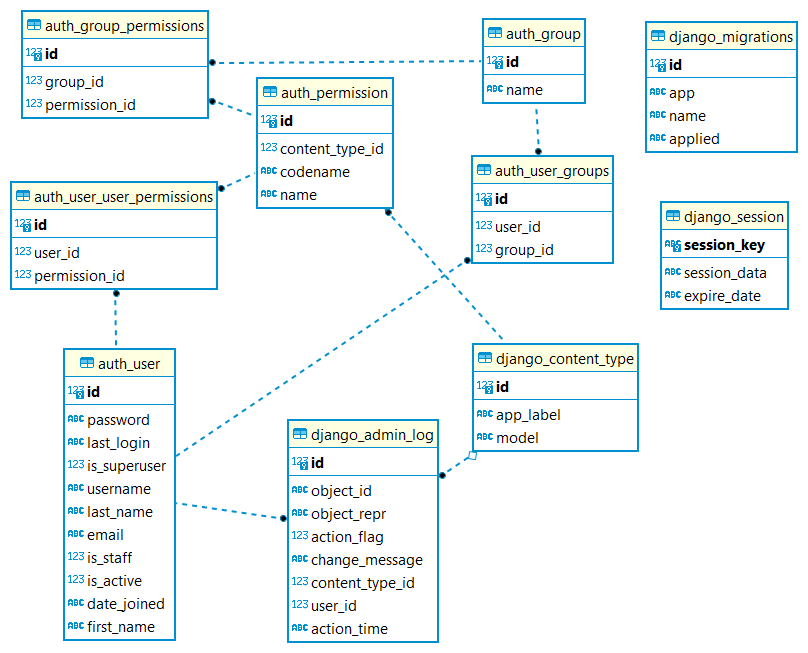 auth_group_permissions
123 id
123 group_id
123 permission_id
auth_group
123 id
ABC name
django_migrations
123 id
ABC app
ABC name
ABC applied
auth_permission
123 id
123 content_type_id
ABC codename
ABC name
auth_user_groups
123 id
123 user_id
123 group_id
auth_user_user_permissions
123 id
123 user_id
123 permission_id
django_session
ABC session_key
ABC session_data
ABC expire_date
auth_user
123 id
ABC password
ABC last_login
123 is_superuser
ABC username
ABC last_name
ABC email
123 is_staff
123 is_active
ABC date_joined
ABC first_name
django_content_type
123 id
ABC app_label
ABC model
django_admin_log
123 id
ABC object_id
ABC object_repr
123 action_flag
ABC change_message
123 content_type_id
123 user_id
123 action_time